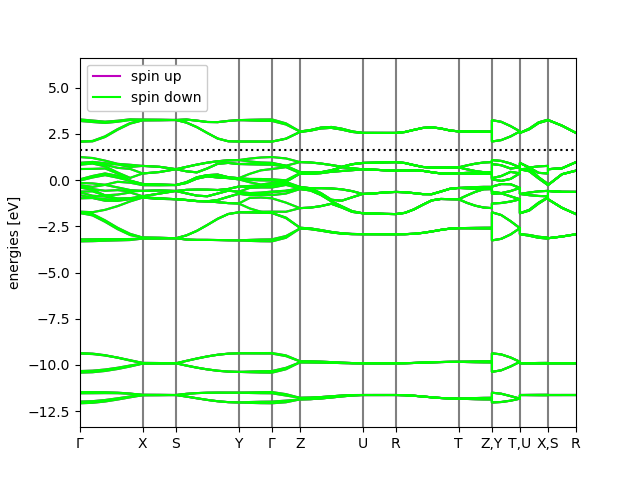 spin up
spin down
energies [eV]
5.0
2.5
0.0
−2.5
−5.0
−7.5
−10.0
−12.5
Γ X S Y Γ Z U R T Z,Y T,U X,S R